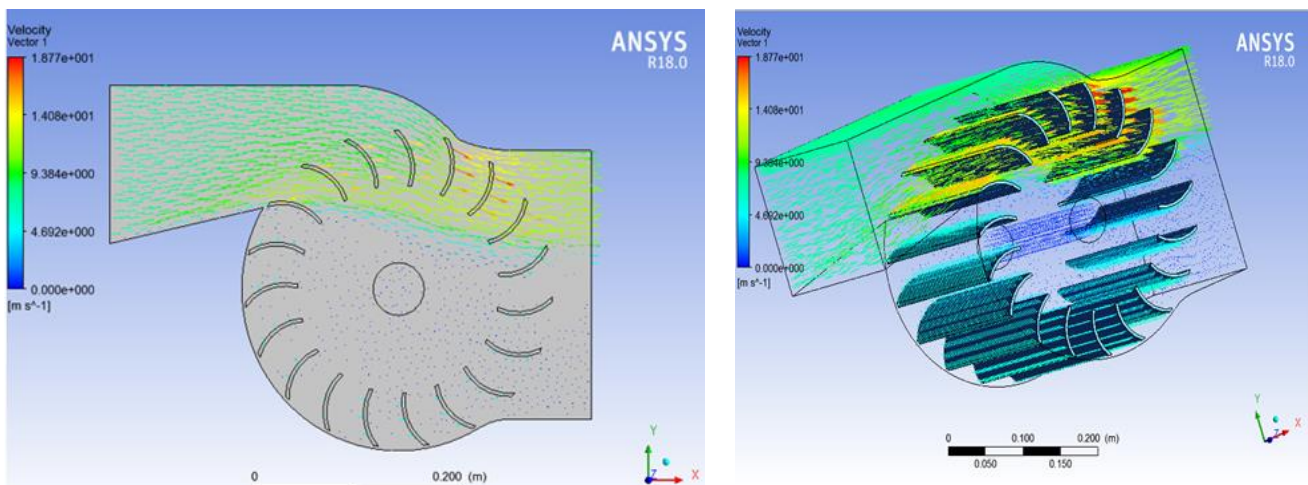 Velocity
Vector 1
1.877e+001
1.408e+001
9.384e+000
4.692e+000
0.000e+000
[m s^-1]
ANSYS
R18.0
0 0.200 (m)
Y
Z X
Velocity
Vector 1
1.877e+001
1.408e+001
9.384e+000
4.692e+000
0.000e+000
[m s^-1]
ANSYS
R18.0
0 0.100 0.200 (m)
0.050 0.150
Y
Z X